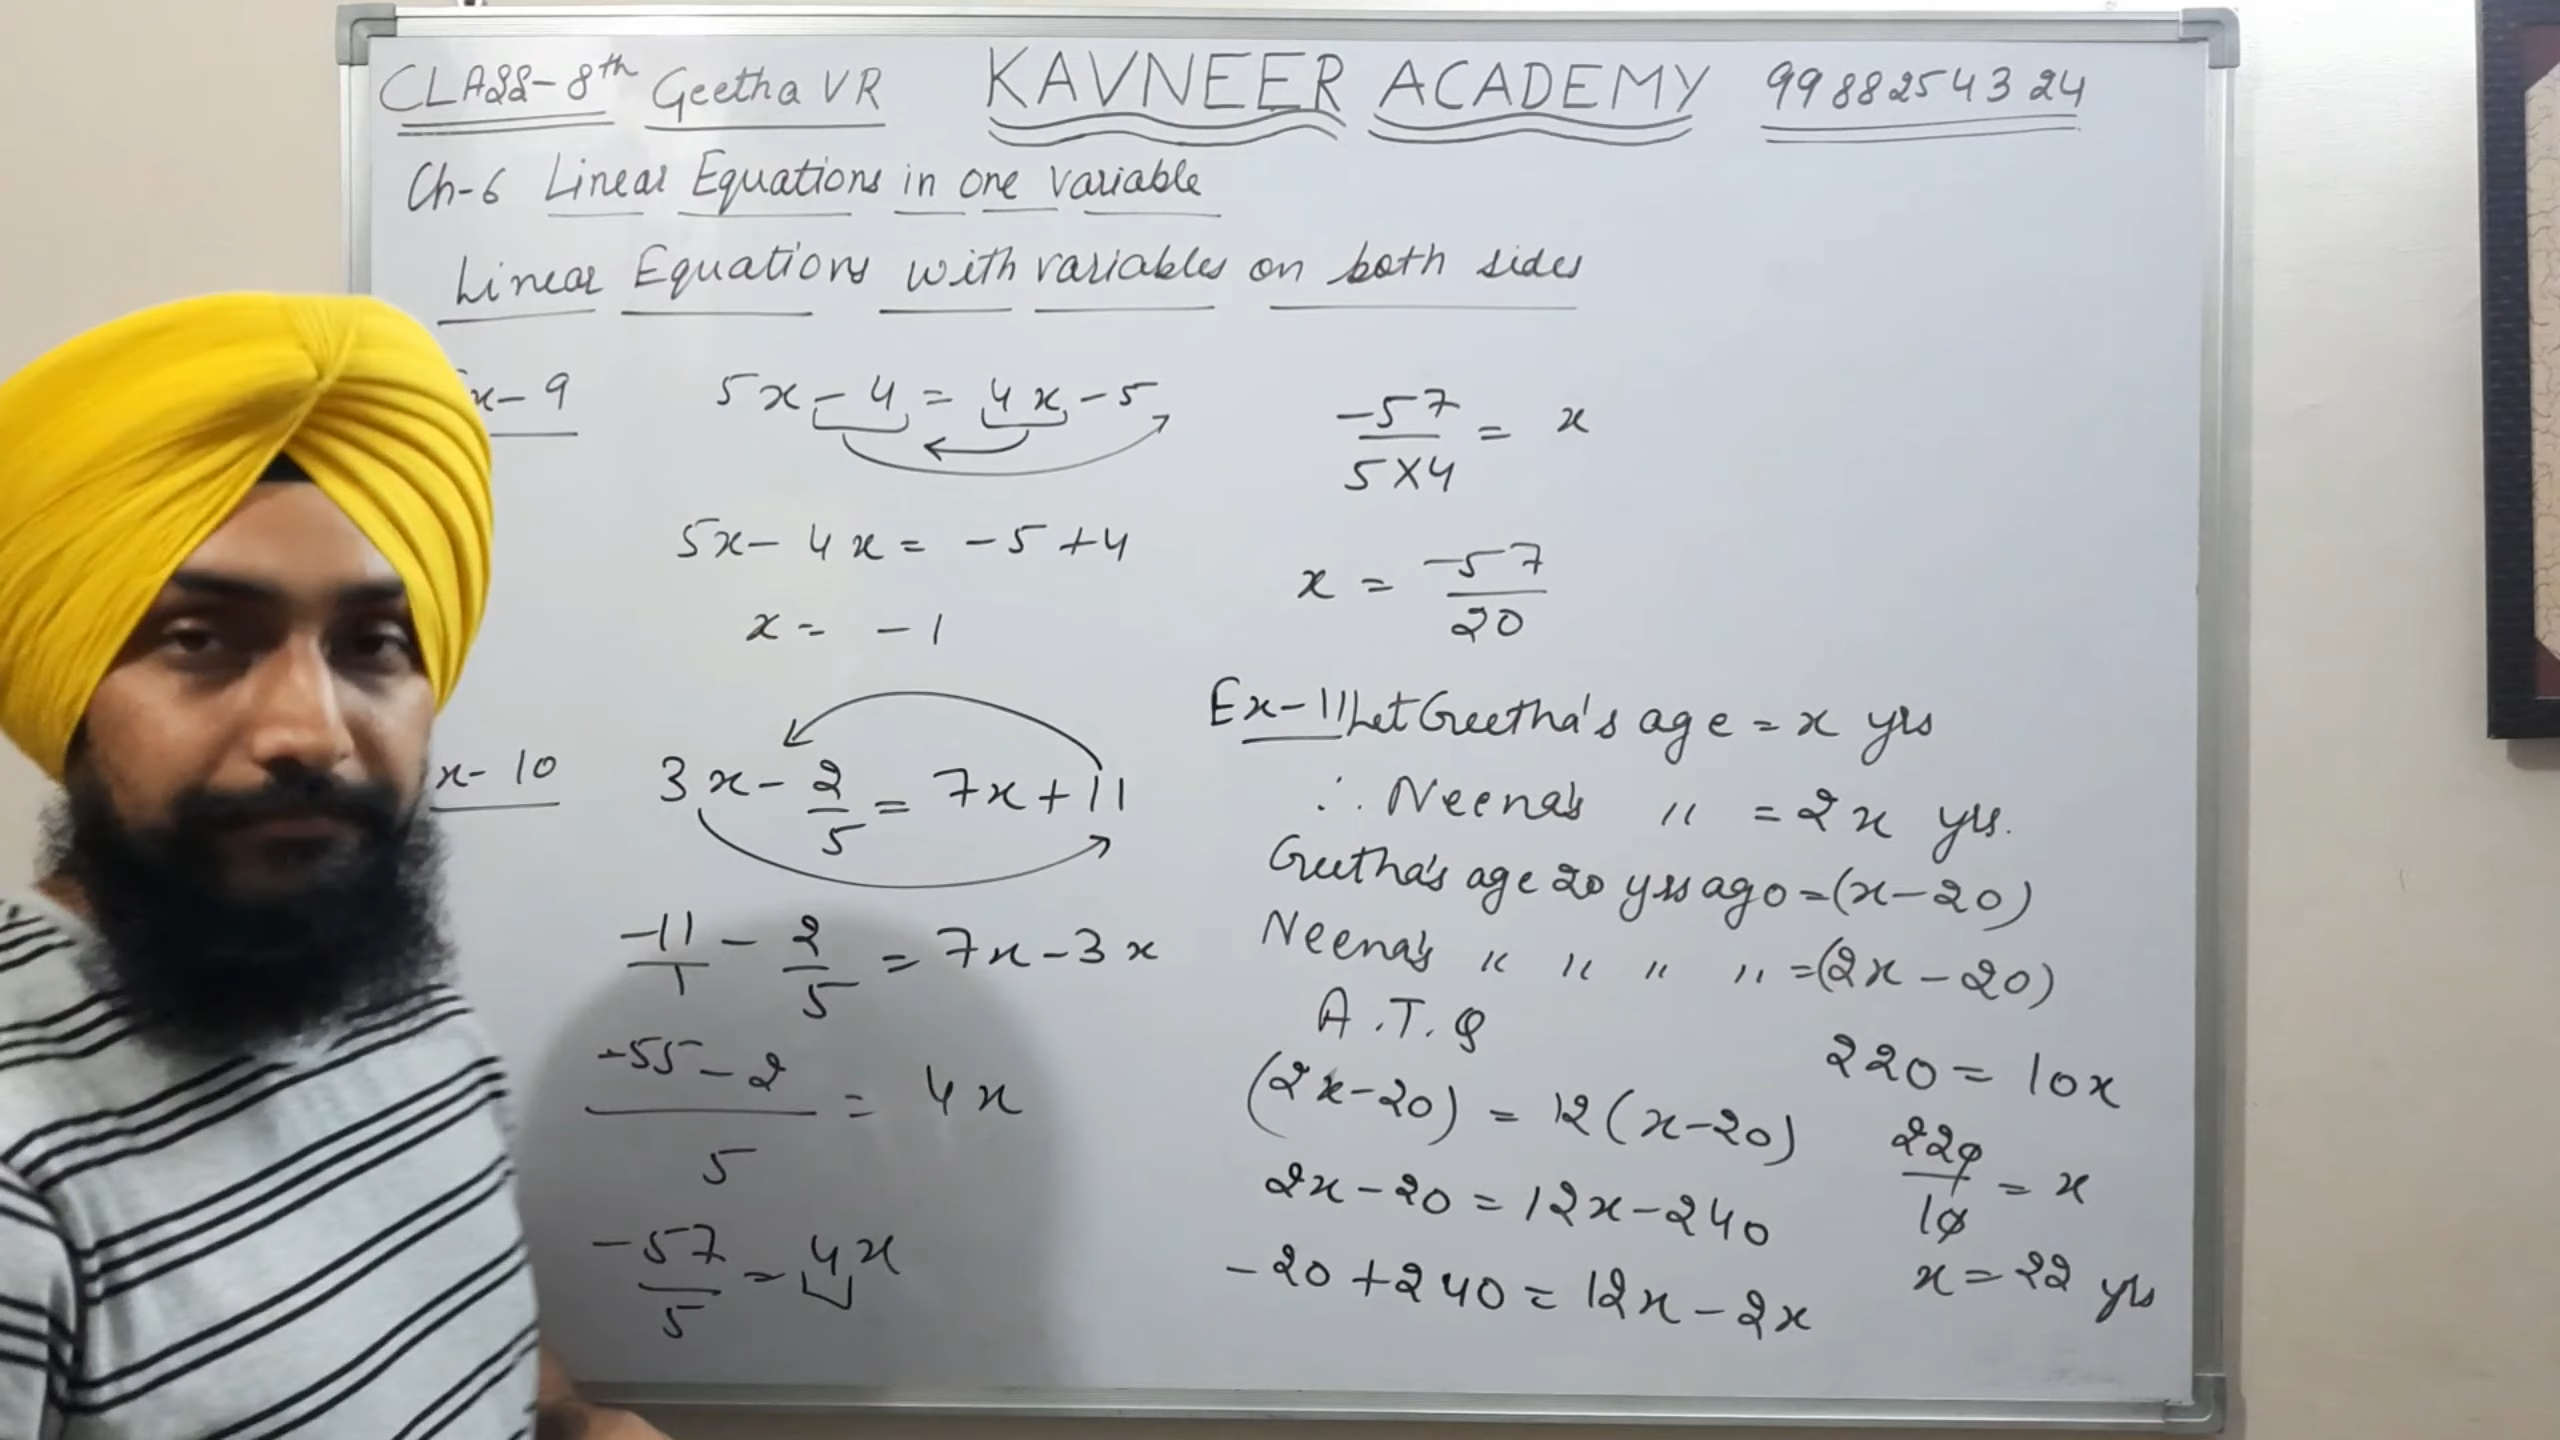 CLASS-8th Geetha VR KAVNEER ACADEMY 9988254324
Ch-6 Linear Equations in one variable
Linear Equations with variables on both sides
x-9 5x-4 = 4x-5
5x-4x = -5+4
x = -1
x-10 3x-2/5 = 7x+11
-11/1 - 2/5 = 7x-3x
-55-2/5 = 4x
-57/5 = 4x
-57/5X4 = x
x = -57/20
Ex-11 Let Geetha's age = x yrs
∴ Neena's 〃 = 2x yrs.
Geetha's age 20 yrs ago = (x-20)
Neena's 〃 〃 〃 〃 = (2x-20)
A.T.Q
(2x-20) = 12(x-20)
2x-20 = 12x-240
-20+240 = 12x-2x
220 = 10x
220/10 = x
x = 22 yrs